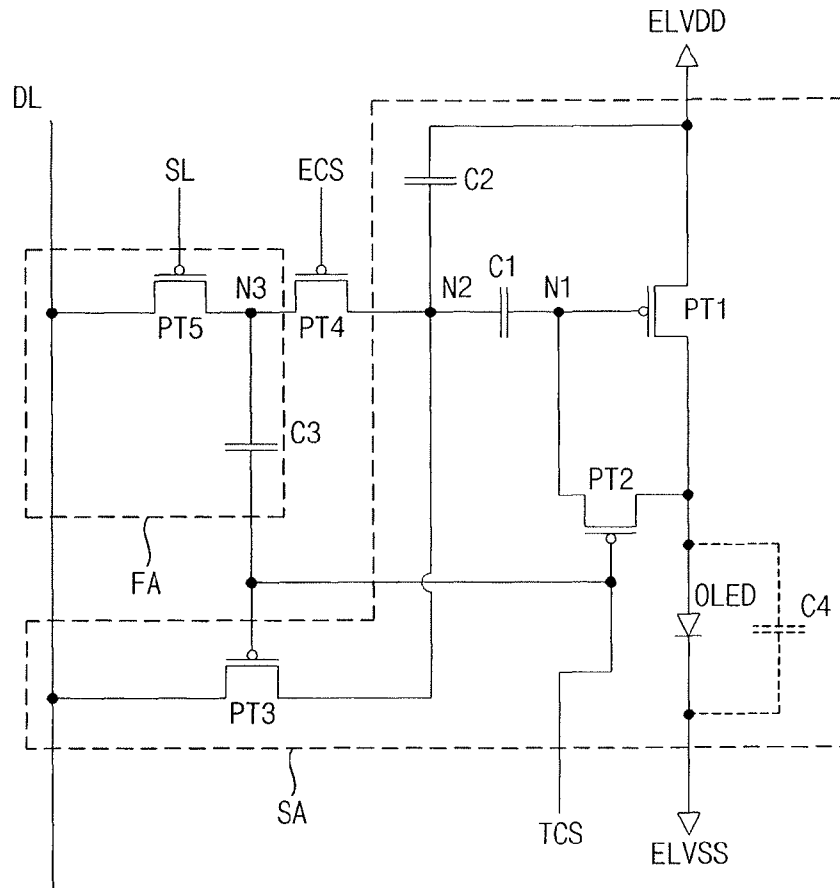 ELVDD
DL
SL
ECS
C2
C1
N3
N2
N1
PT5
PT4
PT1
C3
PT2
FA
OLED
C4
PT3
SA
TCS
ELVSS